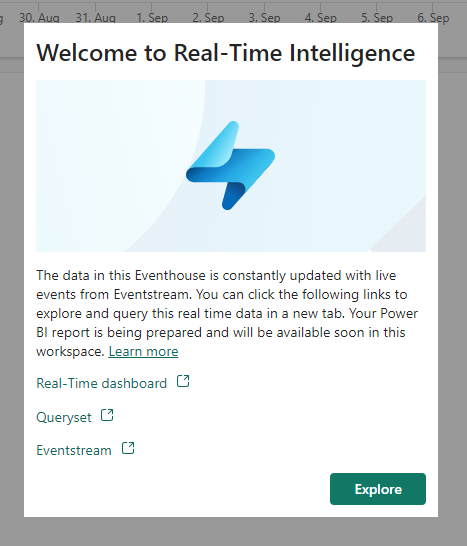 30. Aug 31. Aug 1. Sep 2. Sep 3. Sep 4. Sep 5. Sep 6. Sep
Welcome to Real-Time Intelligence
The data in this Eventhouse is constantly updated with live
events from Eventstream. You can click the following links to
explore and query this real time data in a new tab. Your Power
BI report is being prepared and will be available soon in this
workspace. Learn more
Real-Time dashboard
Queryset
Eventstream
Explore